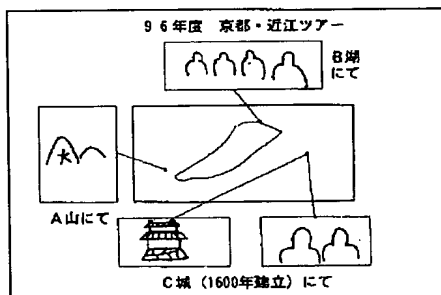 96年度 京都・近江ツアー
B湖
にて
大
A山にて
C城(1600年建立)にて